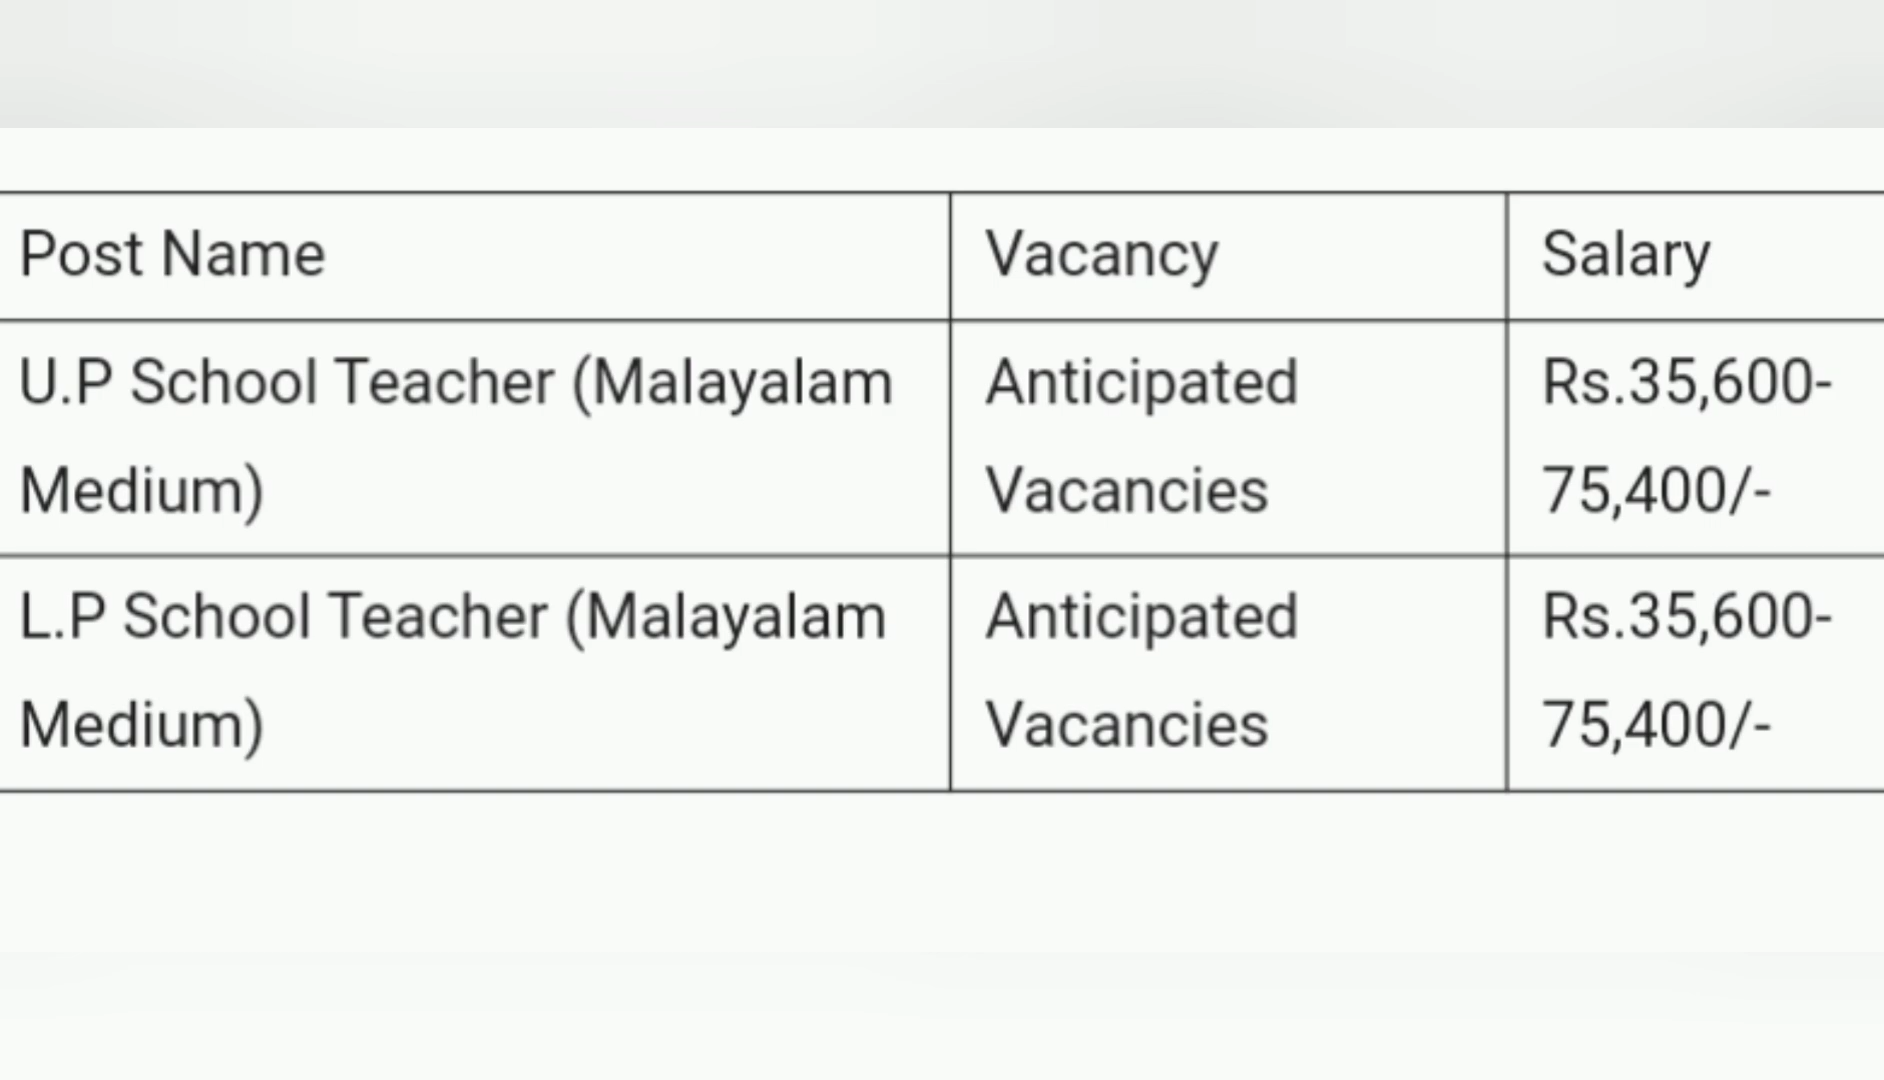 Post Name Vacancy Salary
U.P School Teacher (Malayalam Anticipated Rs.35,600-
Medium) Vacancies 75,400/-
L.P School Teacher (Malayalam Anticipated Rs.35,600-
Medium) Vacancies 75,400/-